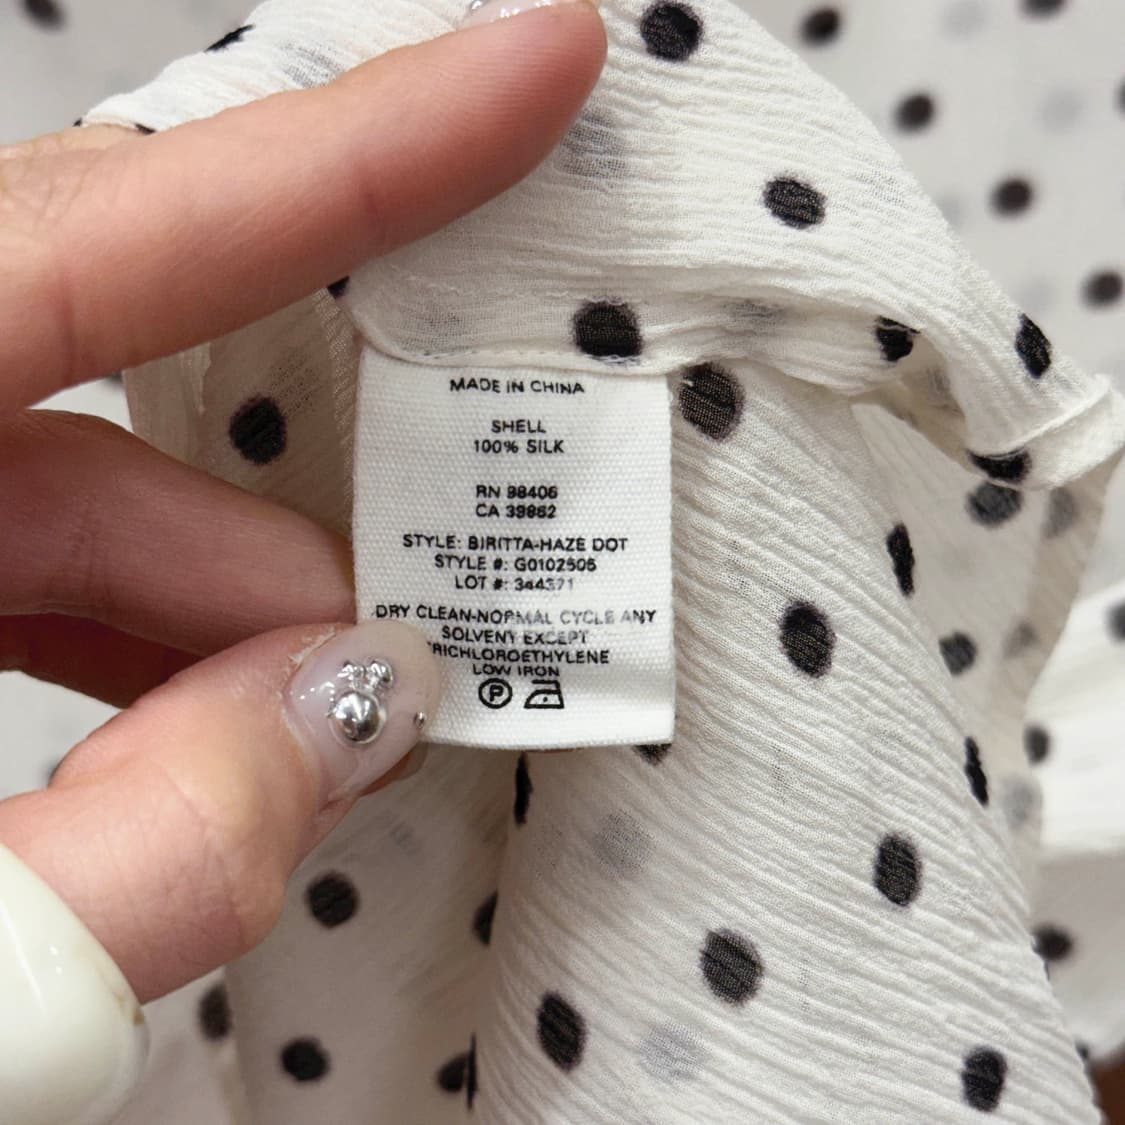 MADE IN CHINA
SHELL
100% SILK
RN 98406
CA 39862
STYLE: BIRITTA-HAZE DOT
STYLE #: G0102505
LOT #: 344371
DRY CLEAN-NORMAL CYCLE ANY
SOLVENT EXCEPT
TRICHLOROETHYLENE
LOW IRON
P